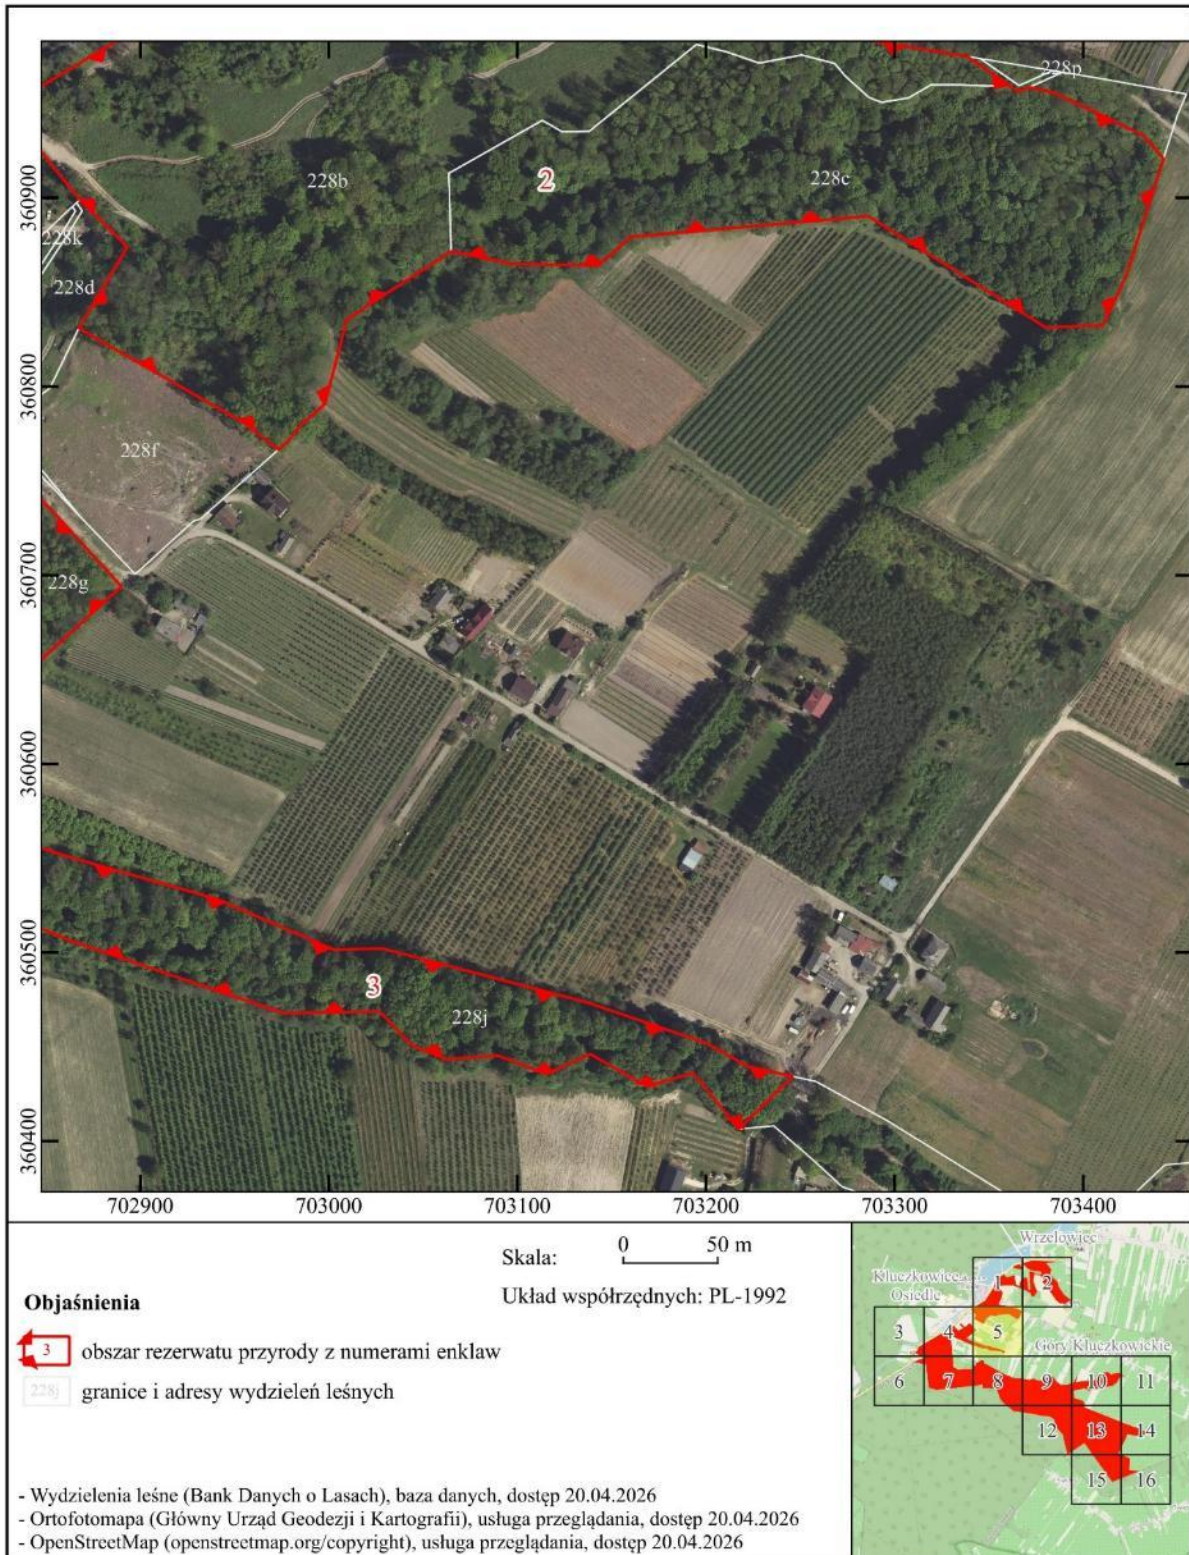 228p
2
228b
228c
228k
228d
228f
228g
3
228j
360900
360800
360700
360600
360500
360400
702900 703000 703100 703200 703300 703400
Skala: 0 50 m
Układ współrzędnych: PL-1992
Objaśnienia
3 obszar rezerwatu przyrody z numerami enklaw
228j granice i adresy wydzieleń leśnych
- Wydzielenia leśne (Bank Danych o Lasach), baza danych, dostęp 20.04.2026
- Ortofotomapa (Główny Urząd Geodezji i Kartografii), usługa przeglądania, dostęp 20.04.2026
- OpenStreetMap (openstreetmap.org/copyright), usługa przeglądania, dostęp 20.04.2026
Wrzelowiec
Kluczkowice
Osiedle
1 2
3 4 5
Góry Kluczkowickie
6 7 8 9 10 11
12 13 14
15 16